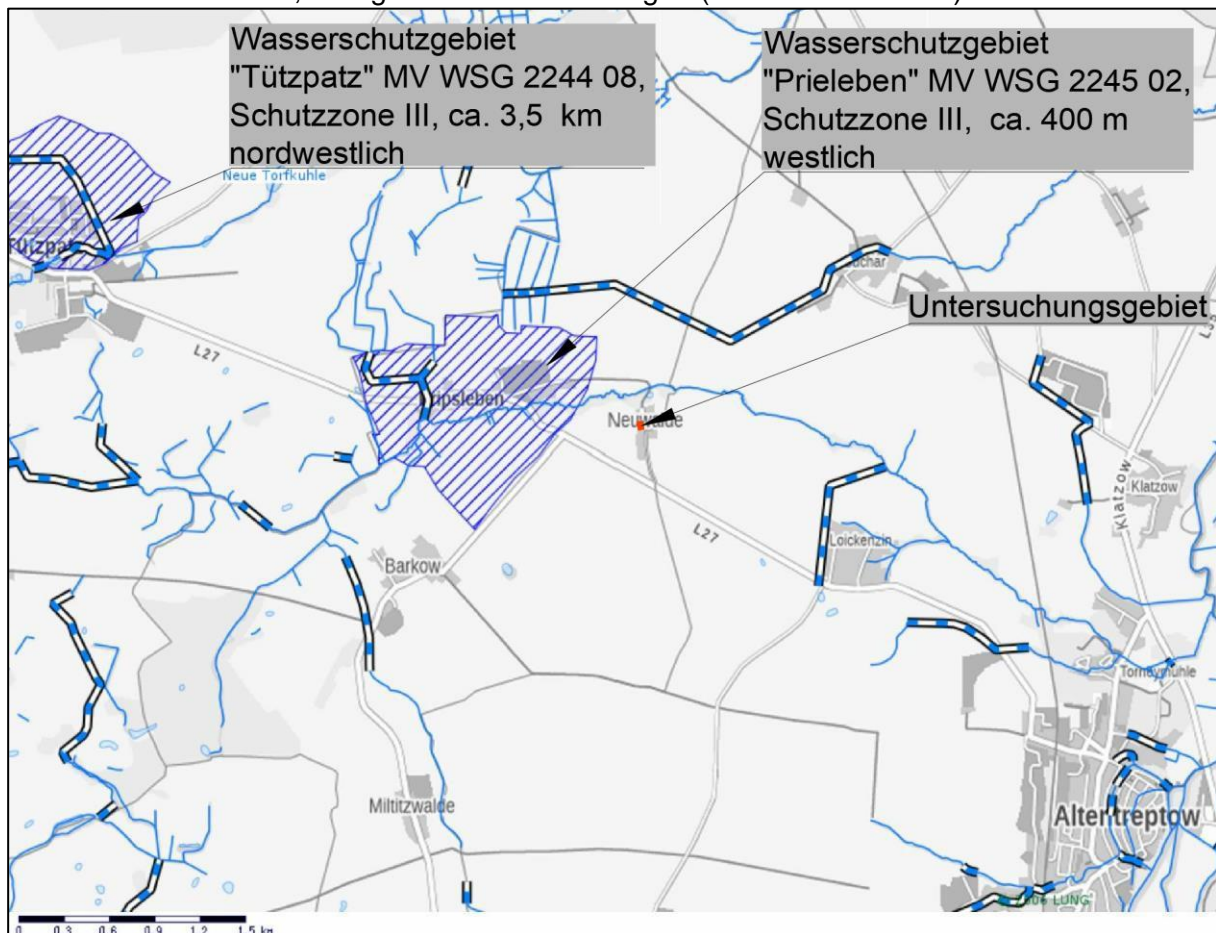 Wasserschutzgebiet
"Tützpatz" MV WSG 2244 08,
Schutzzone III, ca. 3,5 km
nordwestlich
Wasserschutzgebiet
"Prieleben" MV WSG 2245 02,
Schutzzone III, ca. 400 m
westlich
Neue Torfkuhle
Untersuchungsgebiet
L27
Neuwalde
L27
Klatzow
Klatzow
Loickenzin
Barkow
Miltitzwalde
Altentreptow
0 0.3 0.6 0.9 1.2 1.5 km